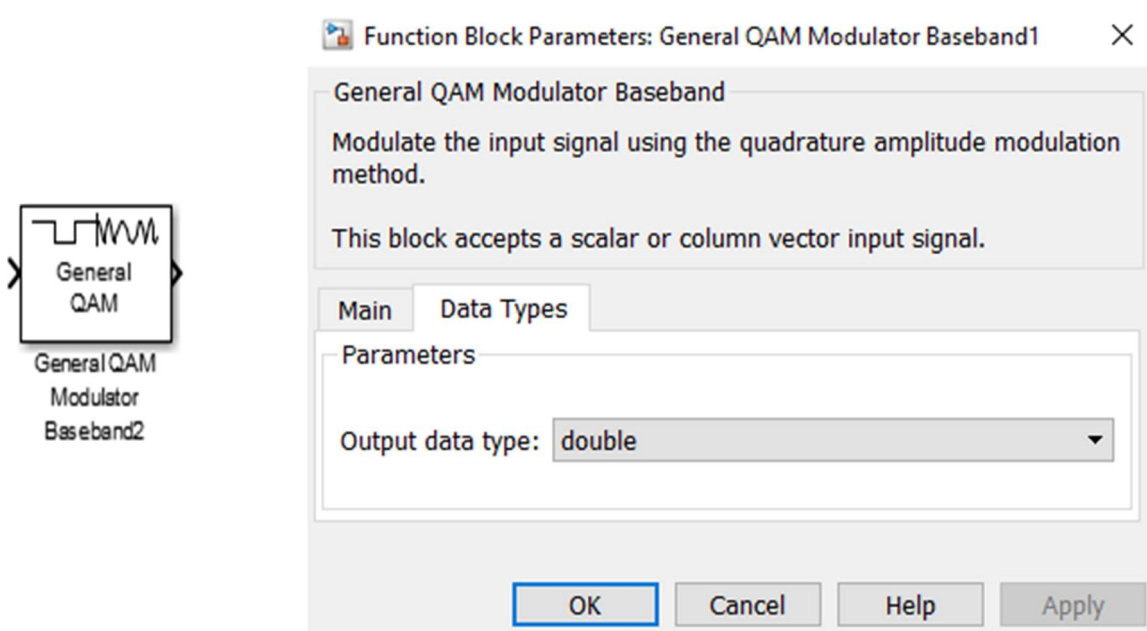 General
QAM
General QAM
Modulator
Baseband2
Function Block Parameters: General QAM Modulator Baseband1
General QAM Modulator Baseband
Modulate the input signal using the quadrature amplitude modulation
method.
This block accepts a scalar or column vector input signal.
Main Data Types
Parameters
Output data type: double
OK Cancel Help Apply